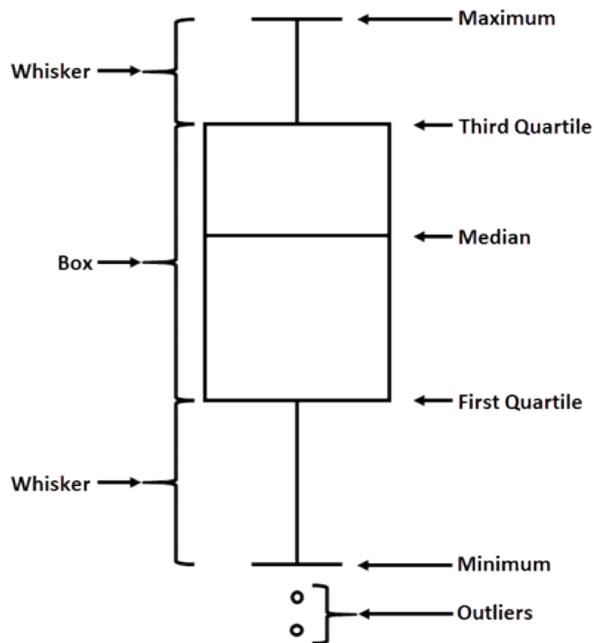 Maximum
Whisker
Third Quartile
Median
Box
First Quartile
Whisker
Minimum
Outliers